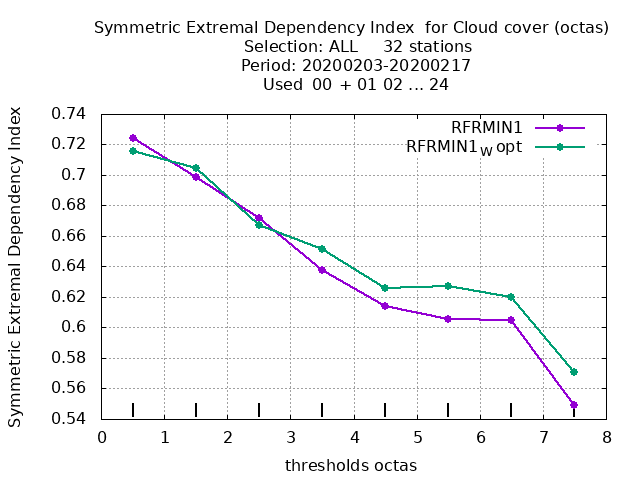 Symmetric Extremal Dependency Index  for Cloud cover (octas)
Selection: ALL     32 stations
Period: 20200203-20200217
Used  00 + 01 02 ... 24
Symmetric Extremal Dependency Index
0.74
0.72
0.7
0.68
0.66
0.64
0.62
0.6
0.58
0.56
0.54
RFRMIN1
RFRMIN1W opt
0 1 2 3 4 5 6 7 8
thresholds octas